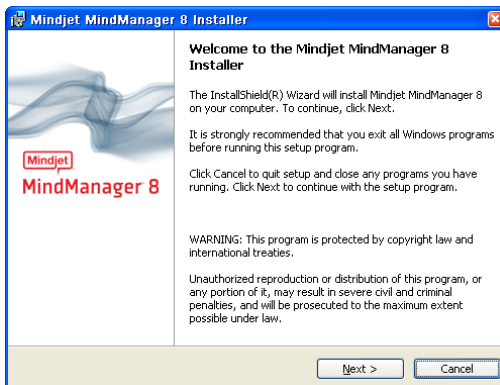 Mindjet MindManager 8 Installer
Welcome to the Mindjet MindManager 8
Installer
The InstallShield(R) Wizard will install Mindjet MindManager 8
on your computer. To continue, click Next.
It is strongly recommended that you exit all Windows programs
before running this setup program.
Click Cancel to quit setup and close any programs you have
running. Click Next to continue with the setup program.
Mindjet
MindManager 8
WARNING: This program is protected by copyright law and
international treaties.
Unauthorized reproduction or distribution of this program, or
any portion of it, may result in severe civil and criminal
penalties, and will be prosecuted to the maximum extent
possible under law.
Next >
Cancel